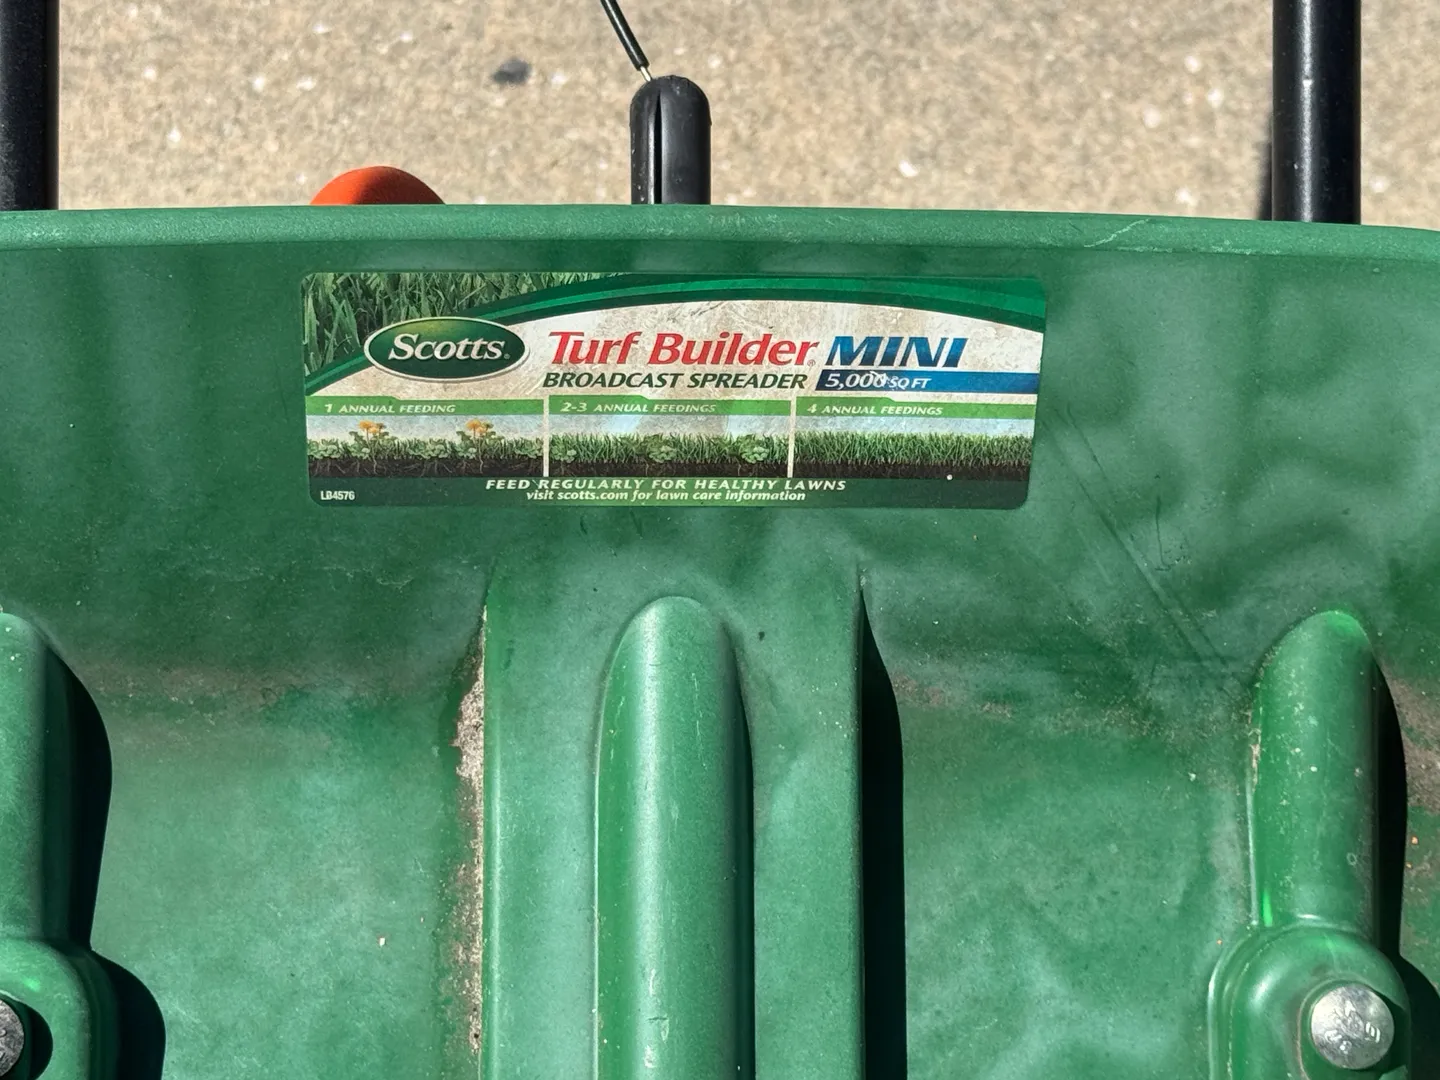 Scotts®
Turf Builder® MINI
BROADCAST SPREADER 5,000 SQ FT
1 ANNUAL FEEDING 2-3 ANNUAL FEEDINGS 4 ANNUAL FEEDINGS
FEED REGULARLY FOR HEALTHY LAWNS
LB4576 visit scotts.com for lawn care information